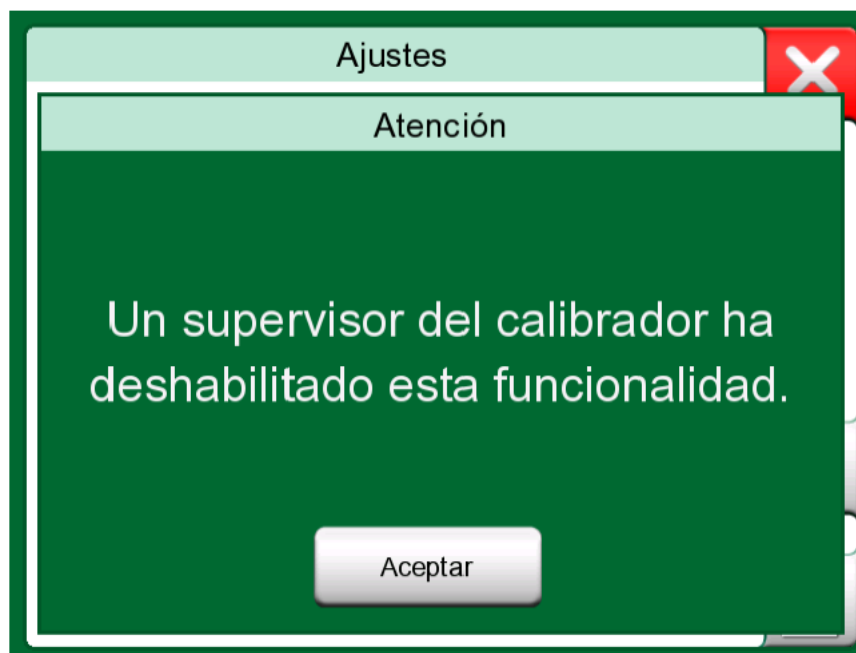 Ajustes
Atención
Un supervisor del calibrador ha
deshabilitado esta funcionalidad.
Aceptar